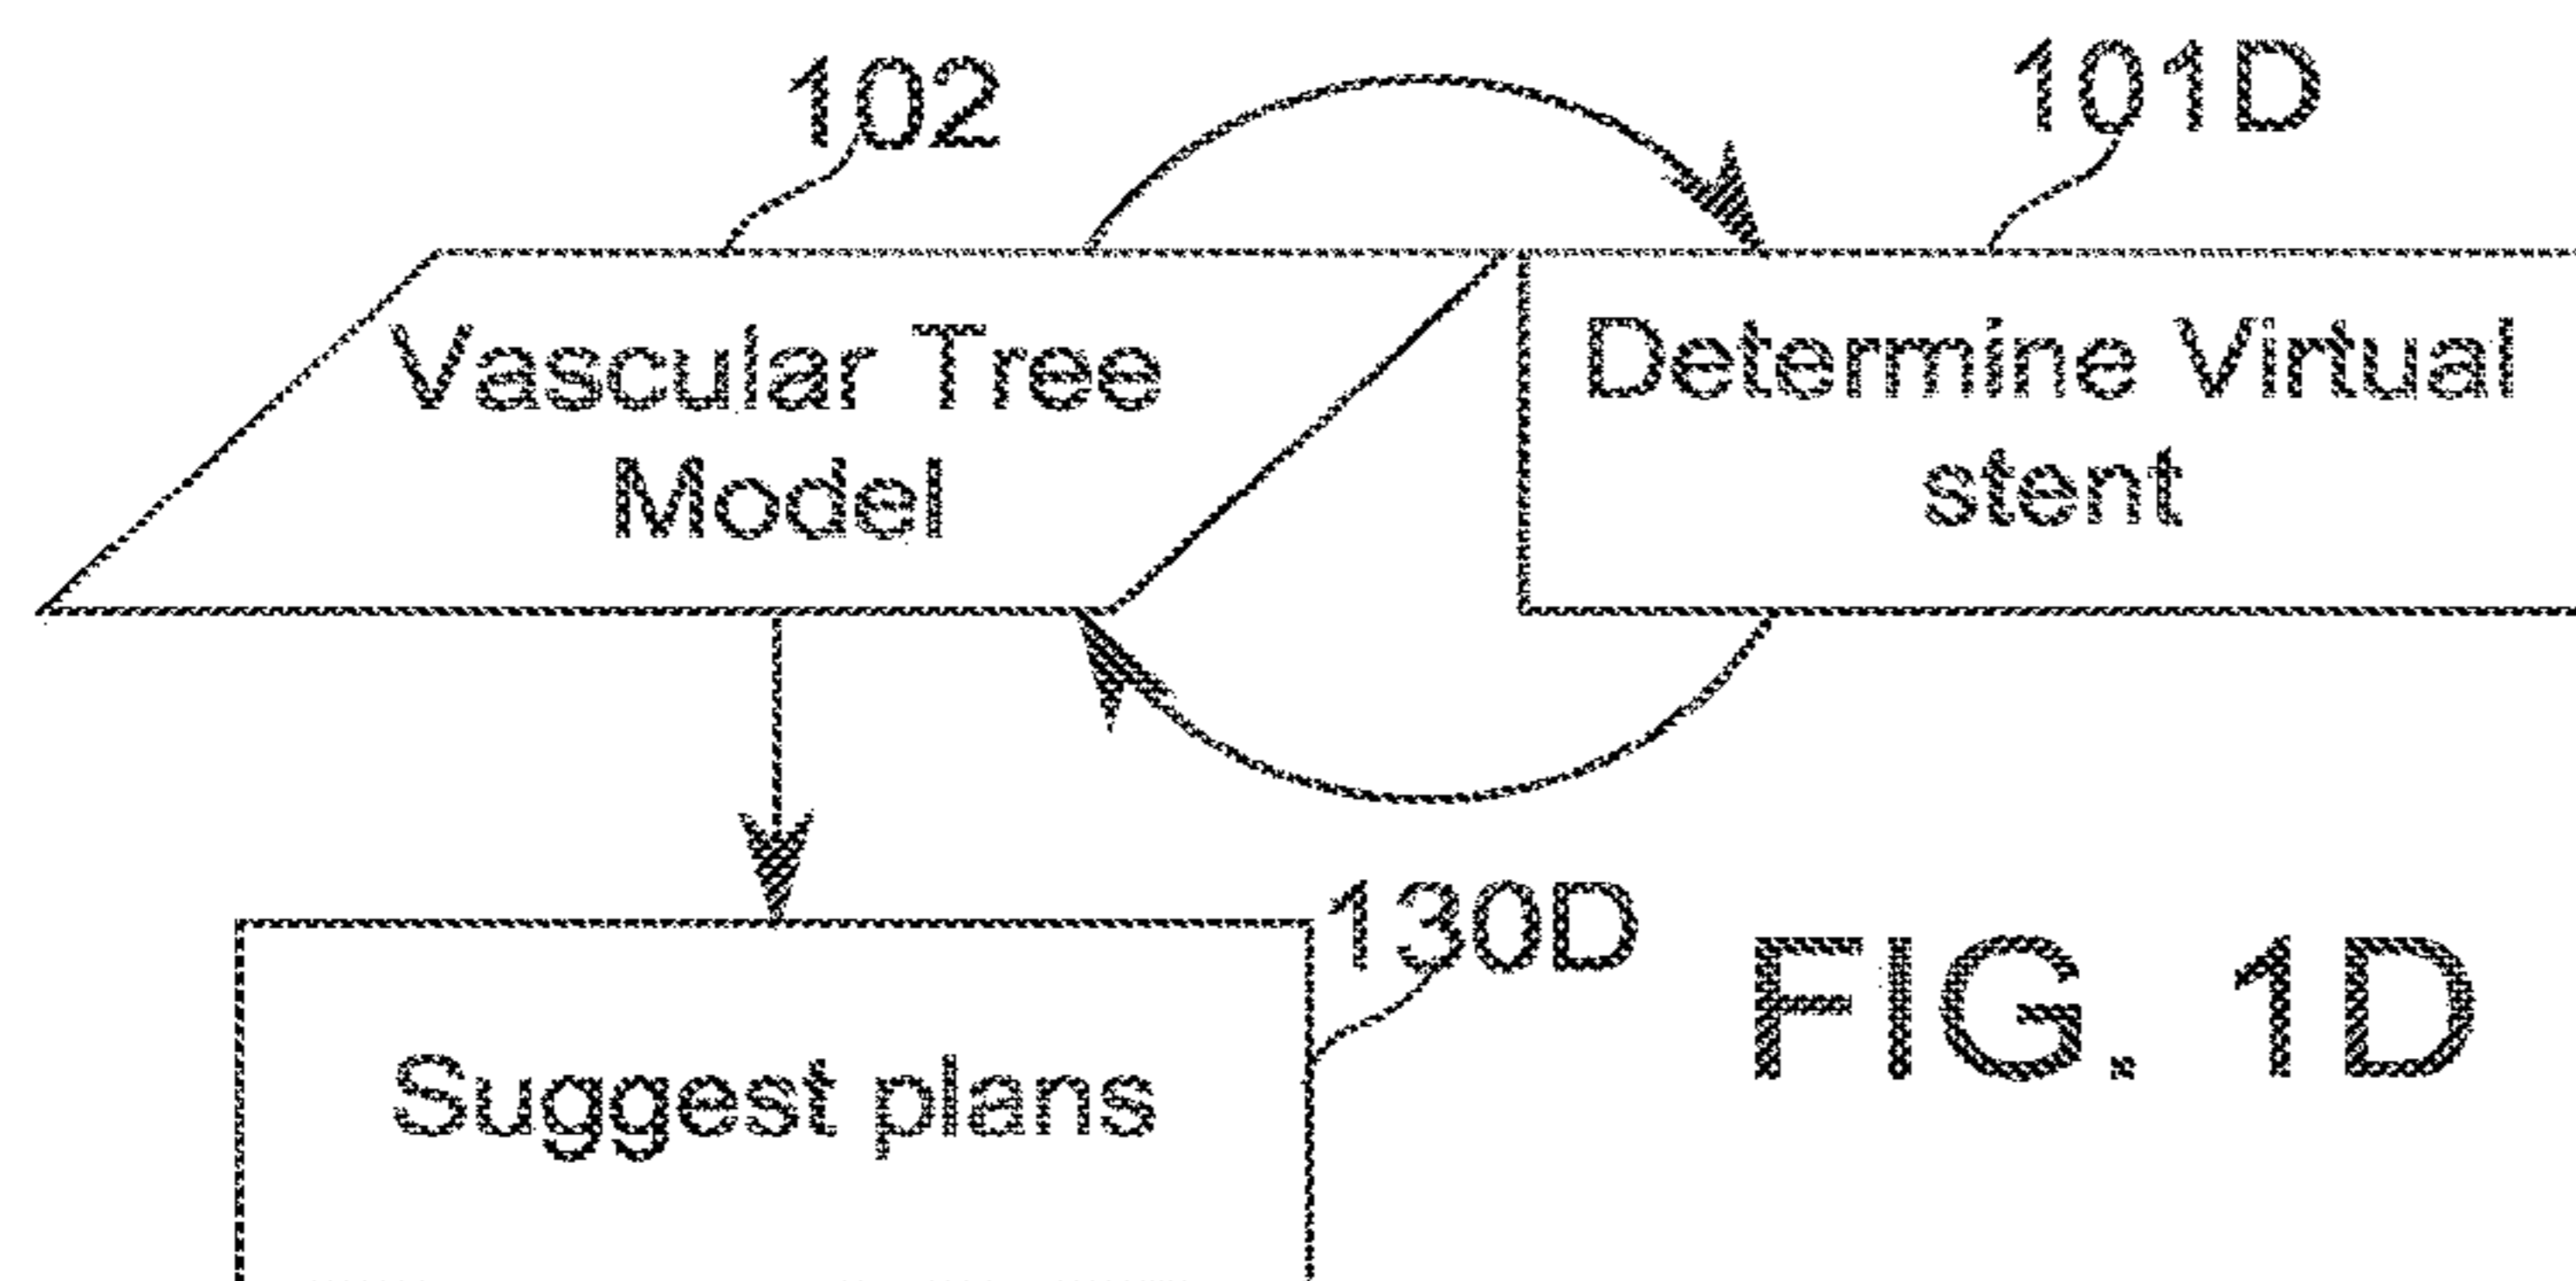 102
101D
Vascular Tree
Model
Determine Virtual
stent
130D
FIG. 1D
Suggest plans